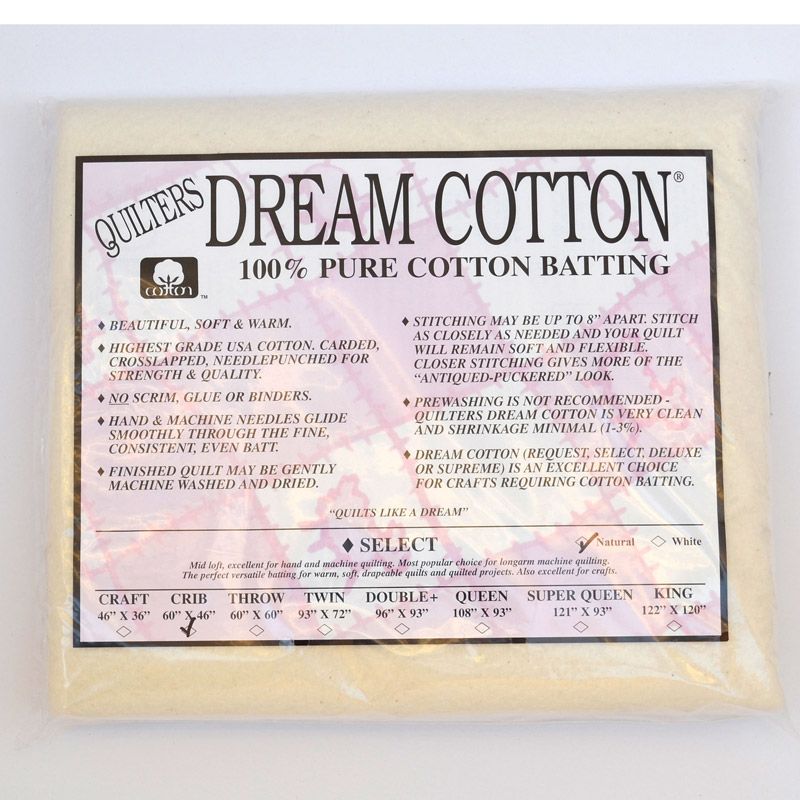 QUILTERS DREAM COTTON®
100% PURE COTTON BATTING
cotton ™
♦ BEAUTIFUL, SOFT & WARM.
♦ HIGHEST GRADE USA COTTON. CARDED,
CROSSLAPPED, NEEDLEPUNCHED FOR
STRENGTH & QUALITY.
♦ NO SCRIM, GLUE OR BINDERS.
♦ HAND & MACHINE NEEDLES GLIDE
SMOOTHLY THROUGH THE FINE,
CONSISTENT, EVEN BATT.
♦ FINISHED QUILT MAY BE GENTLY
MACHINE WASHED AND DRIED.
♦ STITCHING MAY BE UP TO 8” APART. STITCH
AS CLOSELY AS NEEDED AND YOUR QUILT
WILL REMAIN SOFT AND FLEXIBLE.
CLOSER STITCHING GIVES MORE OF THE
“ANTIQUED-PUCKERED” LOOK.
♦ PREWASHING IS NOT RECOMMENDED -
QUILTERS DREAM COTTON IS VERY CLEAN
AND SHRINKAGE MINIMAL (1-3%).
♦ DREAM COTTON (REQUEST, SELECT, DELUXE
OR SUPREME) IS AN EXCELLENT CHOICE
FOR CRAFTS REQUIRING COTTON BATTING.
“QUILTS LIKE A DREAM”
♦ SELECT
Natural White
Mid loft, excellent for hand and machine quilting. Most popular choice for longarm machine quilting.
The perfect versatile batting for warm, soft, drapeable quilts and quilted projects. Also excellent for crafts.
CRAFT CRIB THROW TWIN DOUBLE+ QUEEN SUPER QUEEN KING
46” X 36” 60” X 46” 60” X 60” 93” X 72” 96” X 93” 108” X 93” 121” X 93” 122” X 120”